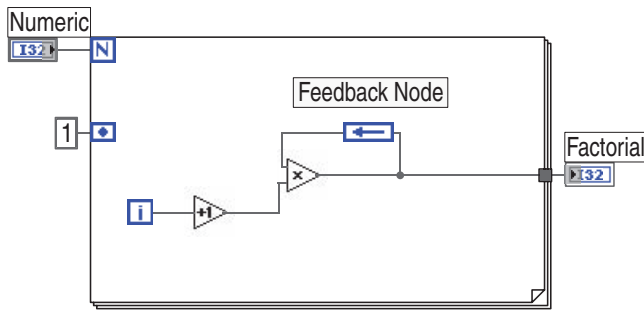 Numeric
I32
N
Feedback Node
1
Factorial
I32
×
i
+1